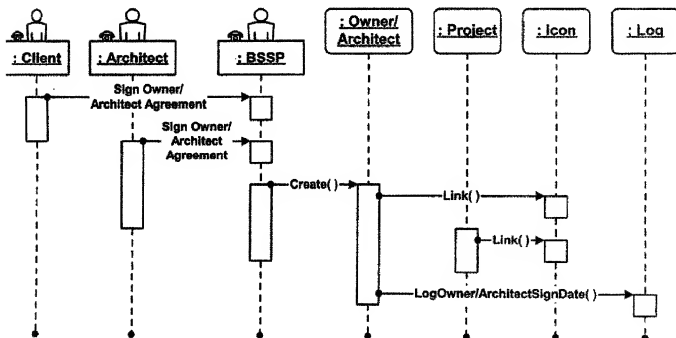 : Client
: Architect
: BSSP
: Owner/
Architect
: Project
: Icon
: Log
Sign Owner/
Architect Agreement
Sign Owner/
Architect
Agreement
Create( )
Link( )
Link( )
LogOwner/ArchitectSignDate( )